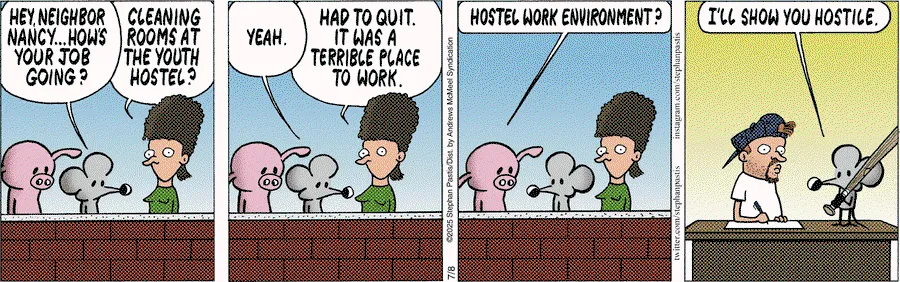 HEY, NEIGHBOR
NANCY...HOW'S
YOUR JOB
GOING?
CLEANING
ROOMS AT
THE YOUTH
HOSTEL?
YEAH.
HAD TO QUIT.
IT WAS A
TERRIBLE PLACE
TO WORK.
©2025 Stephan Pastis/Dist. by Andrews McMeel Syndication
7/8
HOSTEL WORK ENVIRONMENT?
twitter.com/stephanpastis
instagram.com/stephanpastis
I'LL SHOW YOU HOSTILE.